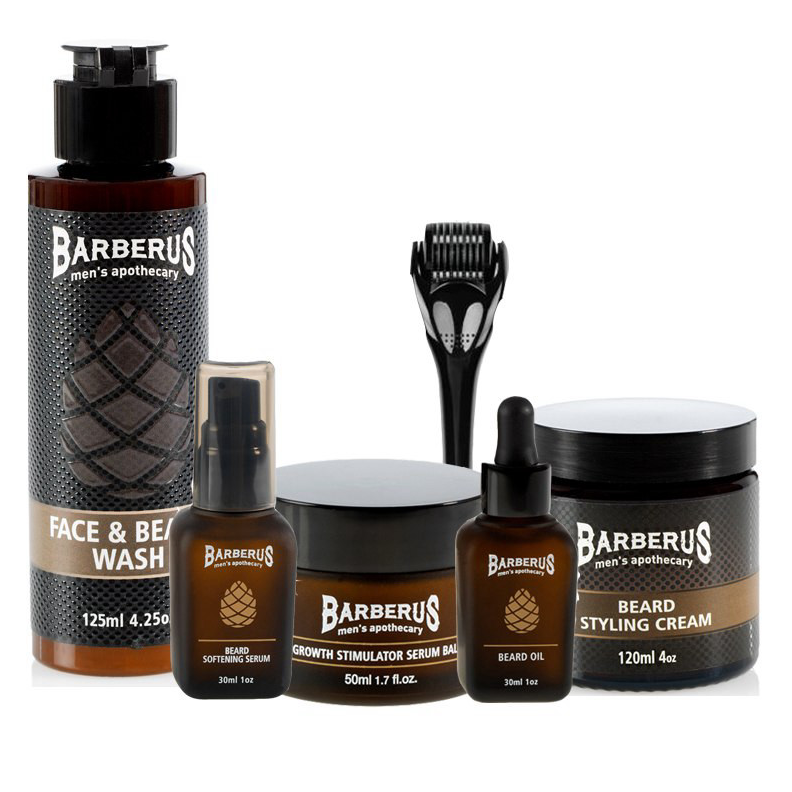 BARBERUS
men's apothecary
FACE & BEA
WASH
125ml 4.25o
BARBERUS
men's apothecary
BEARD
SOFTENING SERUM
30ml 1oz
BARBERUS
men's apothecary
GROWTH STIMULATOR SERUM BAL
50ml 1.7 fl.oz.
BARBERUS
men's apothecary
BEARD OIL
30ml 1oz
BARBERUS
men's apothecary
BEARD
STYLING CREAM
120ml 4oz